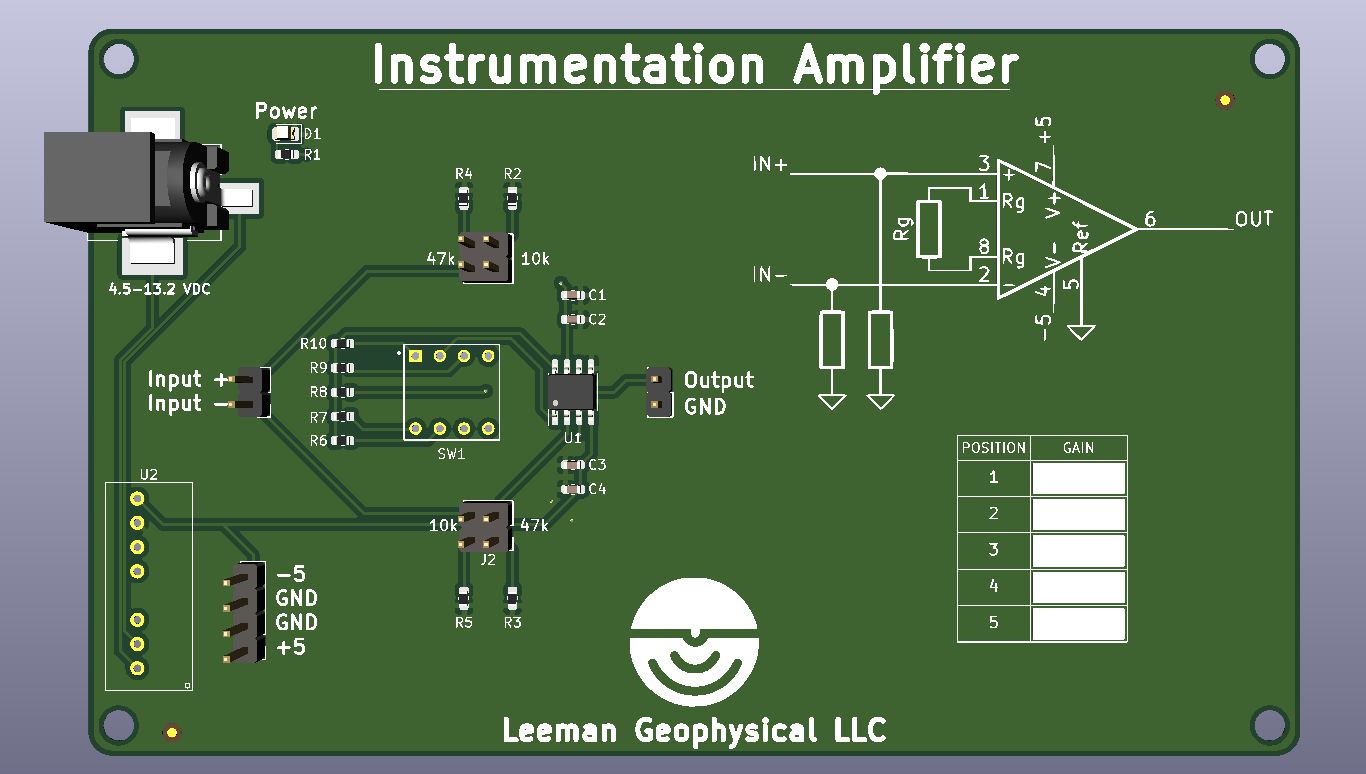 Instrumentation Amplifier
Power
D1
R1
4.5-13.2 VDC
R4 R2
47k 10k
C1
C2
R10
R9
R8
R7
R6
Input +
Input -
SW1
U1
Output
GND
C3
C4
U2
10k 47k
J2
R5 R3
-5
GND
GND
+5
IN+
IN-
Rg
3
1
8
2
+
Rg
Rg
-
7
+5
V+
V-
Ref
4
-5
5
6
OUT
POSITION GAIN
1
2
3
4
5
Leeman Geophysical LLC